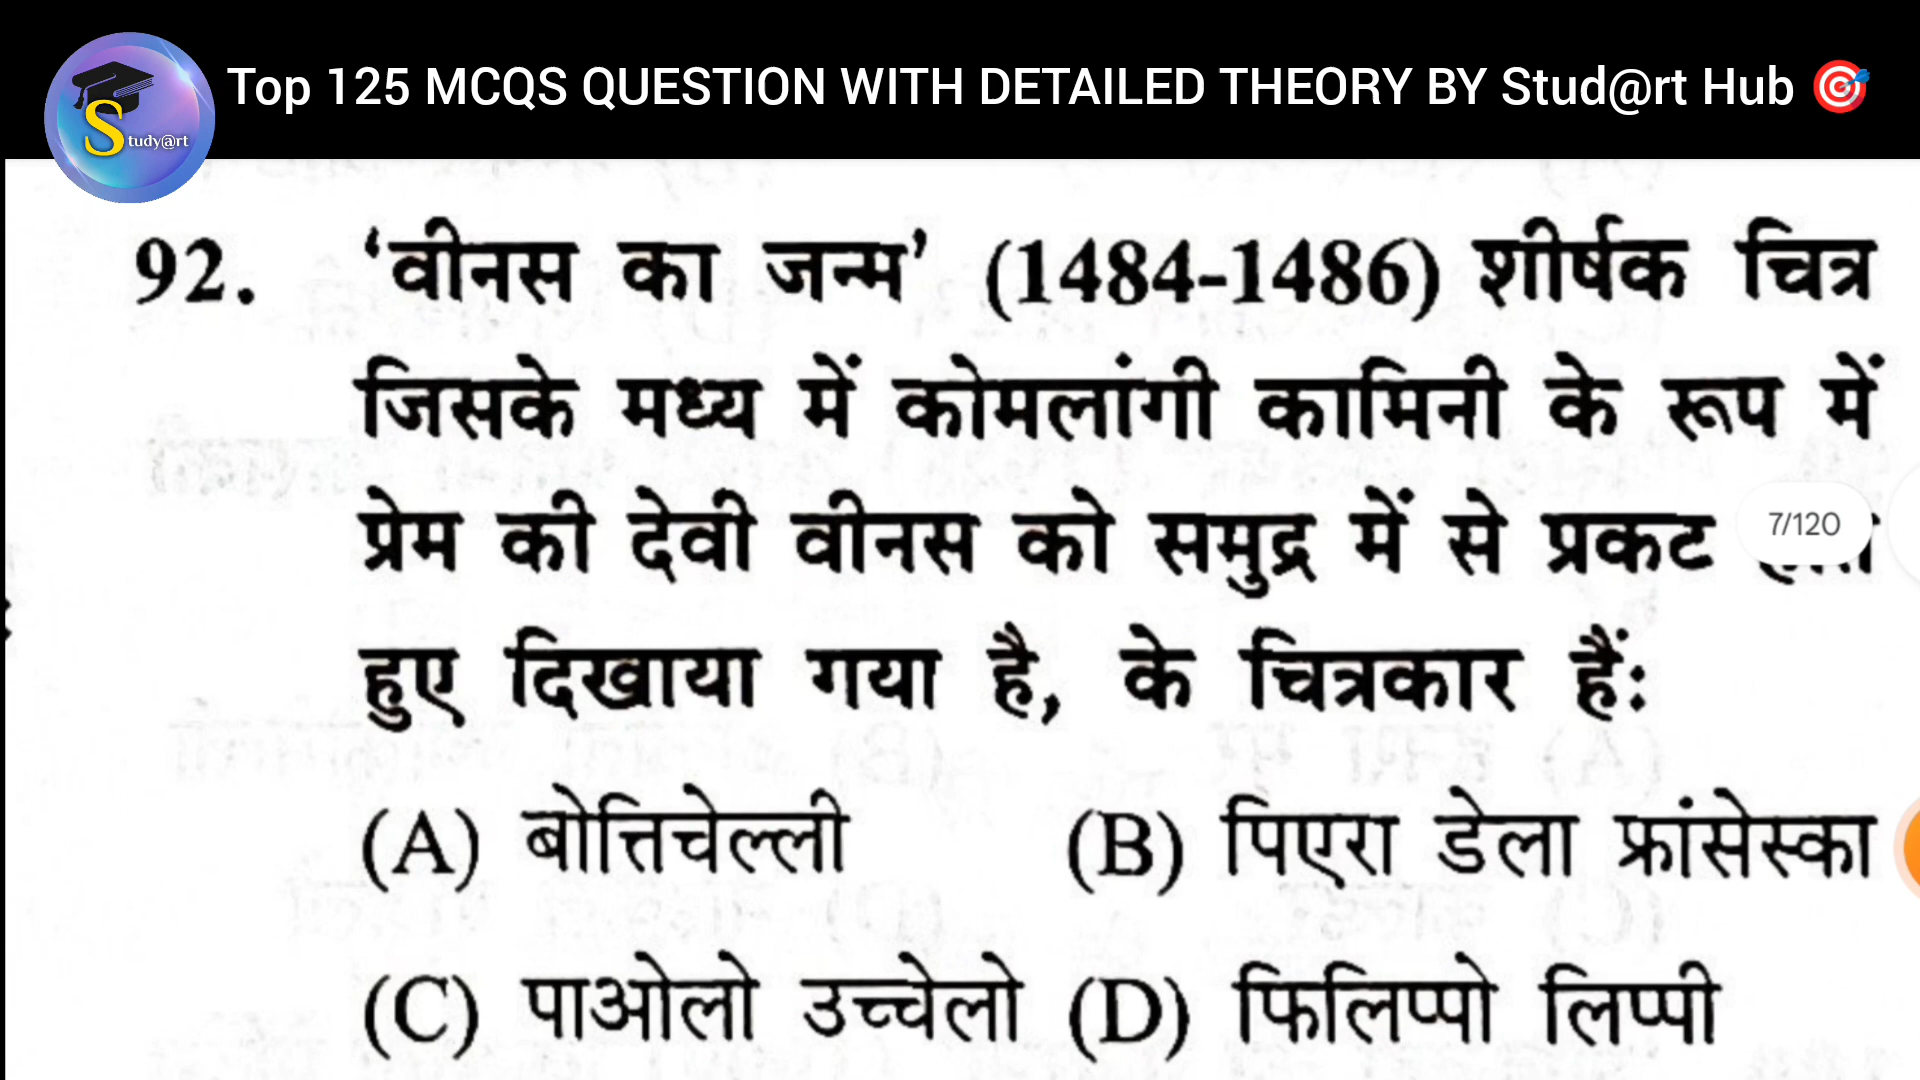 Top 125 MCQS QUESTION WITH DETAILED THEORY BY Stud@rt Hub 🎯
Study@rt
92. ‘वीनस का जन्म’ (1484-1486) शीर्षक चित्र
जिसके मध्य में कोमलांगी कामिनी के रूप में
प्रेम की देवी वीनस को समुद्र में से प्रकट
7/120
हुए दिखाया गया है, के चित्रकार हैंः
(A) बोत्तिचेल्ली (B) पिएरा डेला फ्रांसेस्का
(C) पाओलो उच्चेलो (D) फिलिप्पो लिप्पी